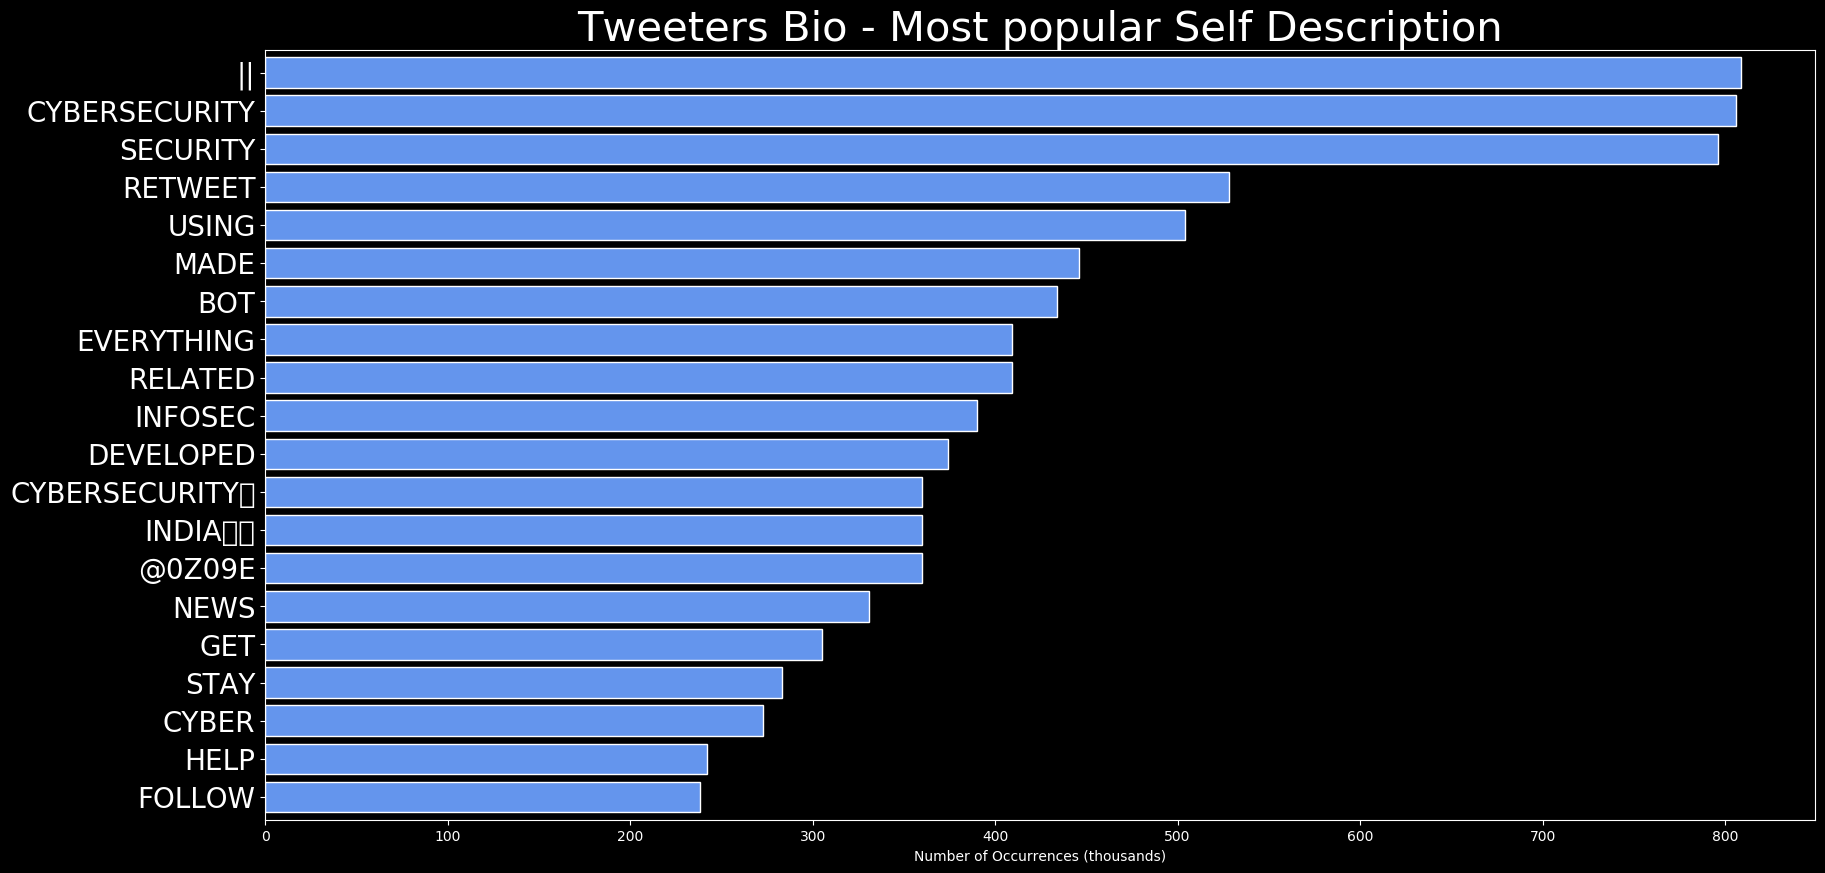 Tweeters Bio - Most popular Self Description
||
CYBERSECURITY
SECURITY
RETWEET
USING
MADE
BOT
EVERYTHING
RELATED
INFOSEC
DEVELOPED
CYBERSECURITY▯
INDIA▯▯
@0Z09E
NEWS
GET
STAY
CYBER
HELP
FOLLOW
0 100 200 300 400 500 600 700 800
Number of Occurrences (thousands)